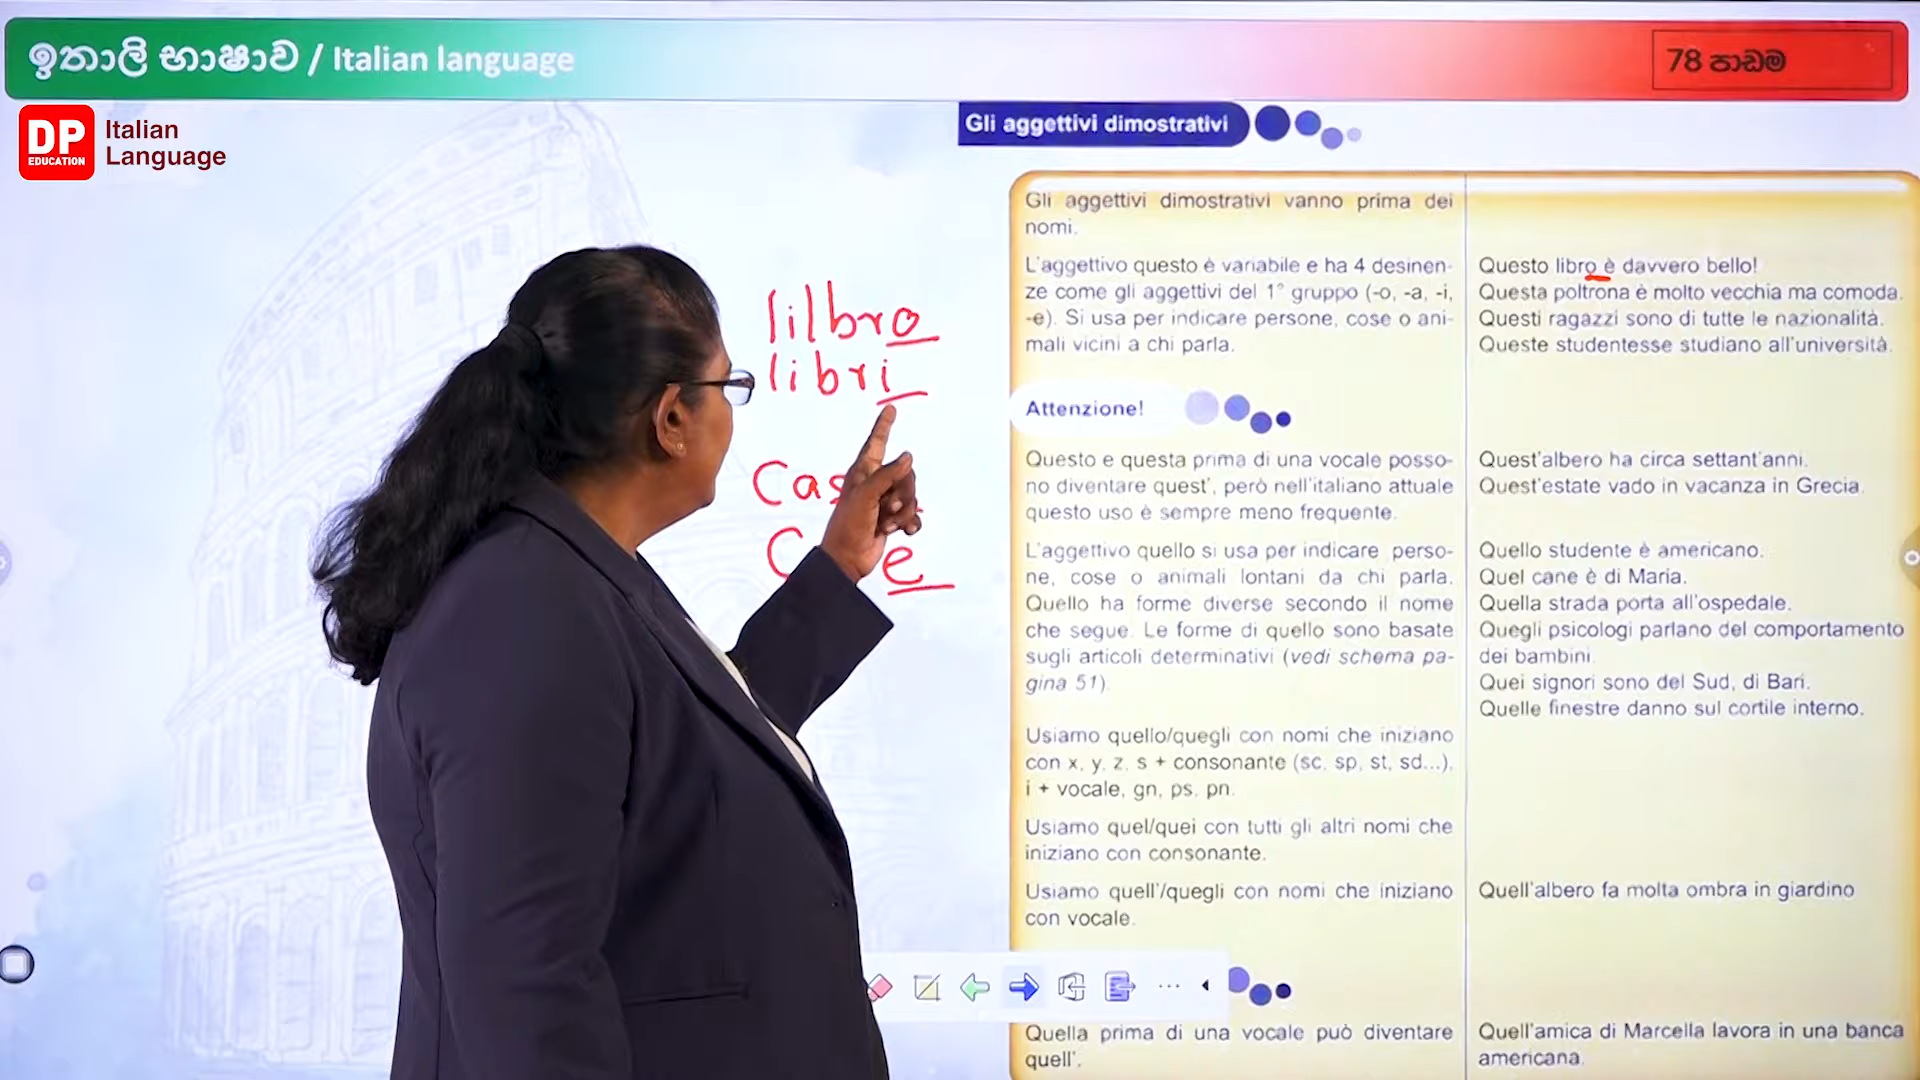 ඉතාලි භාෂාව / Italian language
78 පාඩම
DP
EDUCATION
Italian
Language
Gli aggettivi dimostrativi
Gli aggettivi dimostrativi vanno prima dei
nomi.
L'aggettivo questo è variabile e ha 4 desinen-
ze come gli aggettivi del 1° gruppo (-o, -a, -i,
-e). Si usa per indicare persone, cose o ani-
mali vicini a chi parla.
Questo libro è davvero bello!
Questa poltrona è molto vecchia ma comoda.
Questi ragazzi sono di tutte le nazionalità.
Queste studentesse studiano all'università.
lilbro
libri
Cas
C e
Attenzione!
Questo e questa prima di una vocale posso-
no diventare quest', però nell'italiano attuale
questo uso è sempre meno frequente.
Quest'albero ha circa settant'anni.
Quest'estate vado in vacanza in Grecia.
L'aggettivo quello si usa per indicare perso-
ne, cose o animali lontani da chi parla.
Quello ha forme diverse secondo il nome
che segue. Le forme di quello sono basate
sugli articoli determinativi (vedi schema pa-
gina 51).
Quello studente è americano.
Quel cane è di Maria.
Quella strada porta all'ospedale.
Quegli psicologi parlano del comportamento
dei bambini.
Quei signori sono del Sud, di Bari.
Quelle finestre danno sul cortile interno.
Usiamo quello/quegli con nomi che iniziano
con x, y, z, s + consonante (sc, sp, st, sd...),
i + vocale, gn, ps, pn.
Usiamo quel/quei con tutti gli altri nomi che
iniziano con consonante.
Usiamo quell'/quegli con nomi che iniziano
con vocale.
Quell'albero fa molta ombra in giardino
Quella prima di una vocale può diventare
quell'.
Quell'amica di Marcella lavora in una banca
americana.